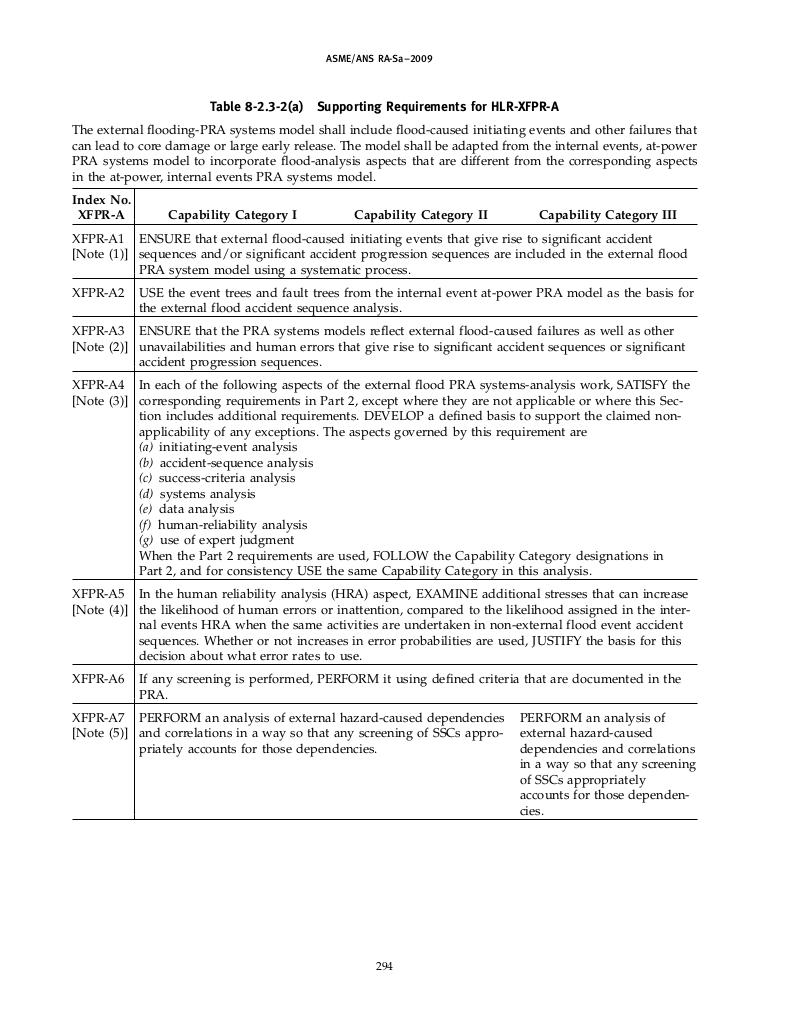 ASME/ANS RA-Sa–2009
Table 8-2.3-2(a) Supporting Requirements for HLR-XFPR-A
The external flooding-PRA systems model shall include flood-caused initiating events and other failures that
can lead to core damage or large early release. The model shall be adapted from the internal events, at-power
PRA systems model to incorporate flood-analysis aspects that are different from the corresponding aspects
in the at-power, internal events PRA systems model.
Index No.
XFPR-A Capability Category I Capability Category II Capability Category III
XFPR-A1 ENSURE that external flood-caused initiating events that give rise to significant accident
[Note (1)] sequences and/or significant accident progression sequences are included in the external flood
PRA system model using a systematic process.
XFPR-A2 USE the event trees and fault trees from the internal event at-power PRA model as the basis for
the external flood accident sequence analysis.
XFPR-A3 ENSURE that the PRA systems models reflect external flood-caused failures as well as other
[Note (2)] unavailabilities and human errors that give rise to significant accident sequences or significant
accident progression sequences.
XFPR-A4 In each of the following aspects of the external flood PRA systems-analysis work, SATISFY the
[Note (3)] corresponding requirements in Part 2, except where they are not applicable or where this Sec-
tion includes additional requirements. DEVELOP a defined basis to support the claimed non-
applicability of any exceptions. The aspects governed by this requirement are
(a) initiating-event analysis
(b) accident-sequence analysis
(c) success-criteria analysis
(d) systems analysis
(e) data analysis
(f) human-reliability analysis
(g) use of expert judgment
When the Part 2 requirements are used, FOLLOW the Capability Category designations in
Part 2, and for consistency USE the same Capability Category in this analysis.
XFPR-A5 In the human reliability analysis (HRA) aspect, EXAMINE additional stresses that can increase
[Note (4)] the likelihood of human errors or inattention, compared to the likelihood assigned in the inter-
nal events HRA when the same activities are undertaken in non-external flood event accident
sequences. Whether or not increases in error probabilities are used, JUSTIFY the basis for this
decision about what error rates to use.
XFPR-A6 If any screening is performed, PERFORM it using defined criteria that are documented in the
PRA.
XFPR-A7 PERFORM an analysis of external hazard-caused dependencies PERFORM an analysis of
[Note (5)] and correlations in a way so that any screening of SSCs appro- external hazard-caused
priately accounts for those dependencies. dependencies and correlations
in a way so that any screening
of SSCs appropriately
accounts for those dependen-
cies.
294